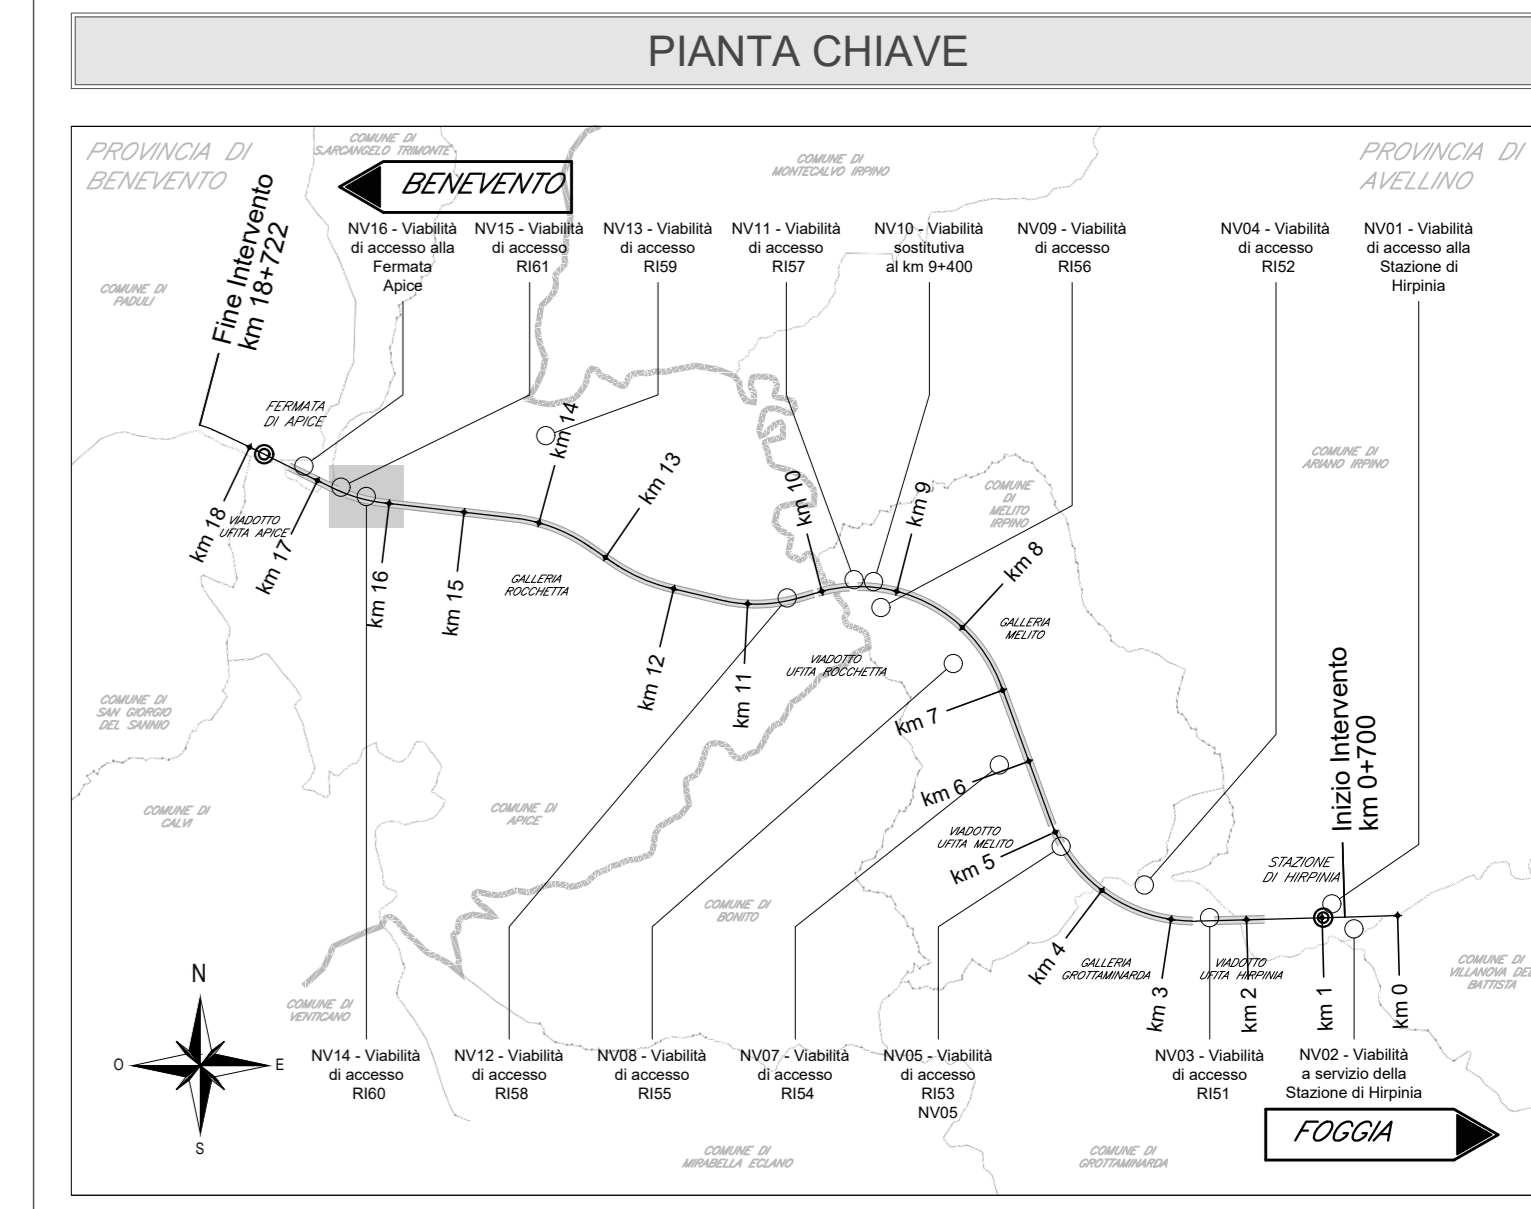 PIANTA CHIAVE
PROVINCIA DI
BENEVENTO
COMUNE DI
S.ARCANGELO TRIMONTE
BENEVENTO
COMUNE DI
MONTECALVO IRPINO
PROVINCIA DI
AVELLINO
Fine Intervento
km 18+722
NV16 - Viabilità
di accesso alla
Fermata
Apice
NV15 - Viabilità
di accesso
RI61
NV13 - Viabilità
di accesso
RI59
NV11 - Viabilità
di accesso
RI57
NV10 - Viabilità
sostitutiva
al km 9+400
NV09 - Viabilità
di accesso
RI56
NV04 - Viabilità
di accesso
RI52
NV01 - Viabilità
di accesso alla
Stazione di
Hirpinia
COMUNE DI
PADULI
FERMATA
DI APICE
km 14
km 13
km 10
km 9
COMUNE
DI
MELITO
IRPINO
COMUNE DI
ARIANO IRPINO
km 18
VIADOTTO
UFITA APICE
km 17
km 16
km 15
GALLERIA
ROCCHETTA
km 8
GALLERIA
MELITO
km 12
km 11
VIADOTTO
UFITA ROCCHETTA
km 7
COMUNE DI
SAN GIORGIO
DEL SANNIO
Inizio Intervento
km 0+700
COMUNE DI
CALVI
COMUNE DI
APICE
km 6
VIADOTTO
UFITA MELITO
km 5
STAZIONE
DI HIRPINIA
COMUNE DI
BONITO
km 4
GALLERIA
GROTTAMINARDA
km 3
VIADOTTO
UFITA HIRPINIA
km 2
km 1
km 0
COMUNE DI
VILLANOVA DEL
BATTISTA
COMUNE DI
VENTICANO
N
O
E
S
NV14 - Viabilità
di accesso
RI60
NV12 - Viabilità
di accesso
RI58
NV08 - Viabilità
di accesso
RI55
NV07 - Viabilità
di accesso
RI54
NV05 - Viabilità
di accesso
RI53
NV05
NV03 - Viabilità
di accesso
RI51
NV02 - Viabilità
a servizio della
Stazione di Hirpinia
FOGGIA
COMUNE DI
MIRABELLA ECLANO
COMUNE DI
GROTTAMINARDA